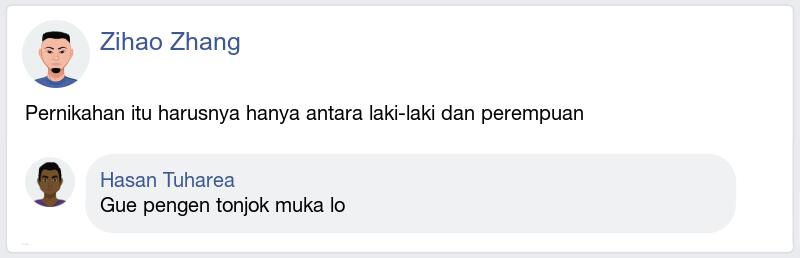 Zihao Zhang
Pernikahan itu harusnya hanya antara laki-laki dan perempuan
Hasan Tuharea
Gue pengen tonjok muka lo